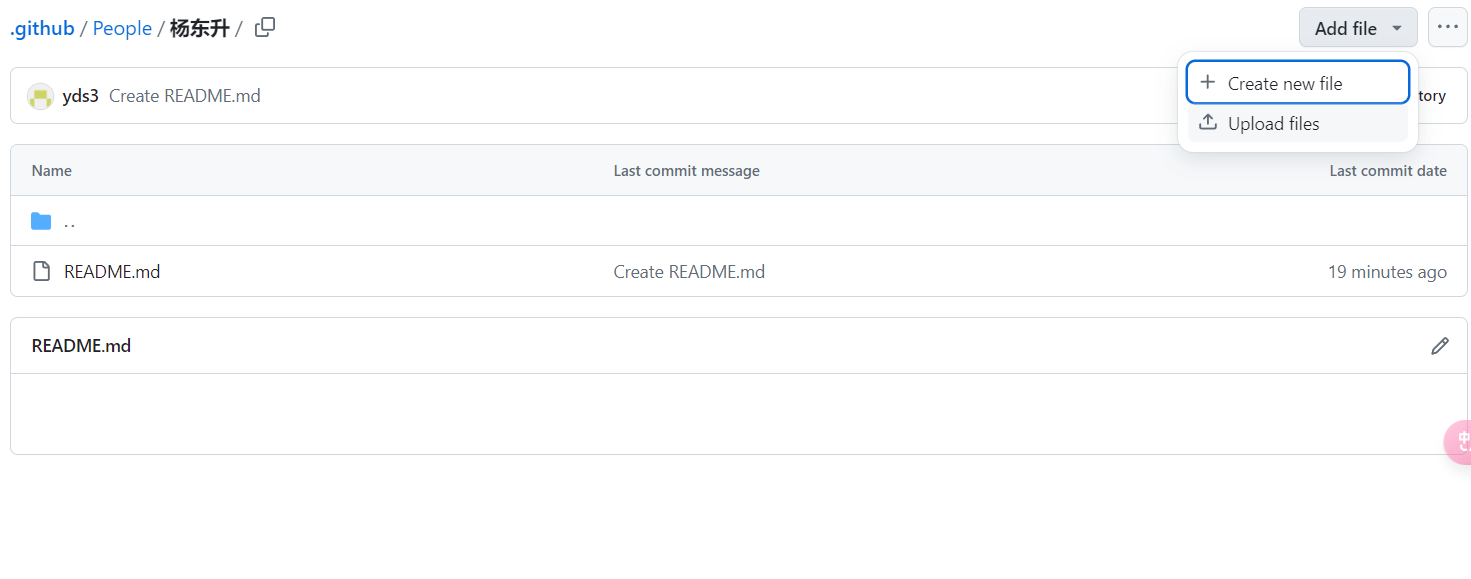 .github / People / 杨东升 /
Add file
yds3 Create README.md
Create new file
tory
Upload files
Name Last commit message Last commit date
..
README.md Create README.md 19 minutes ago
README.md
中